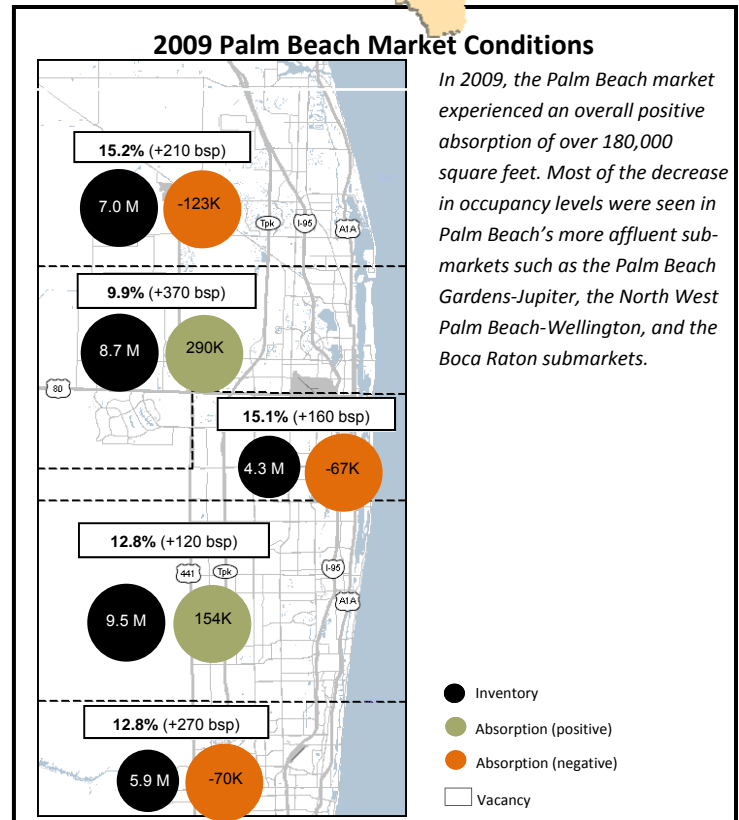 2009 Palm Beach Market Conditions
In 2009, the Palm Beach market
experienced an overall positive
absorption of over 180,000
square feet. Most of the decrease
in occupancy levels were seen in
Palm Beach's more affluent sub-
markets such as the Palm Beach
Gardens-Jupiter, the North West
Palm Beach-Wellington, and the
Boca Raton submarkets.
15.2% (+210 bsp)
7.0 M
-123K
Tpk
I-95
A1A
9.9% (+370 bsp)
8.7 M
290K
80
15.1% (+160 bsp)
4.3 M
-67K
12.8% (+120 bsp)
441
Tpk
I-95
A1A
9.5 M
154K
12.8% (+270 bsp)
5.9 M
-70K
Inventory
Absorption (positive)
Absorption (negative)
Vacancy